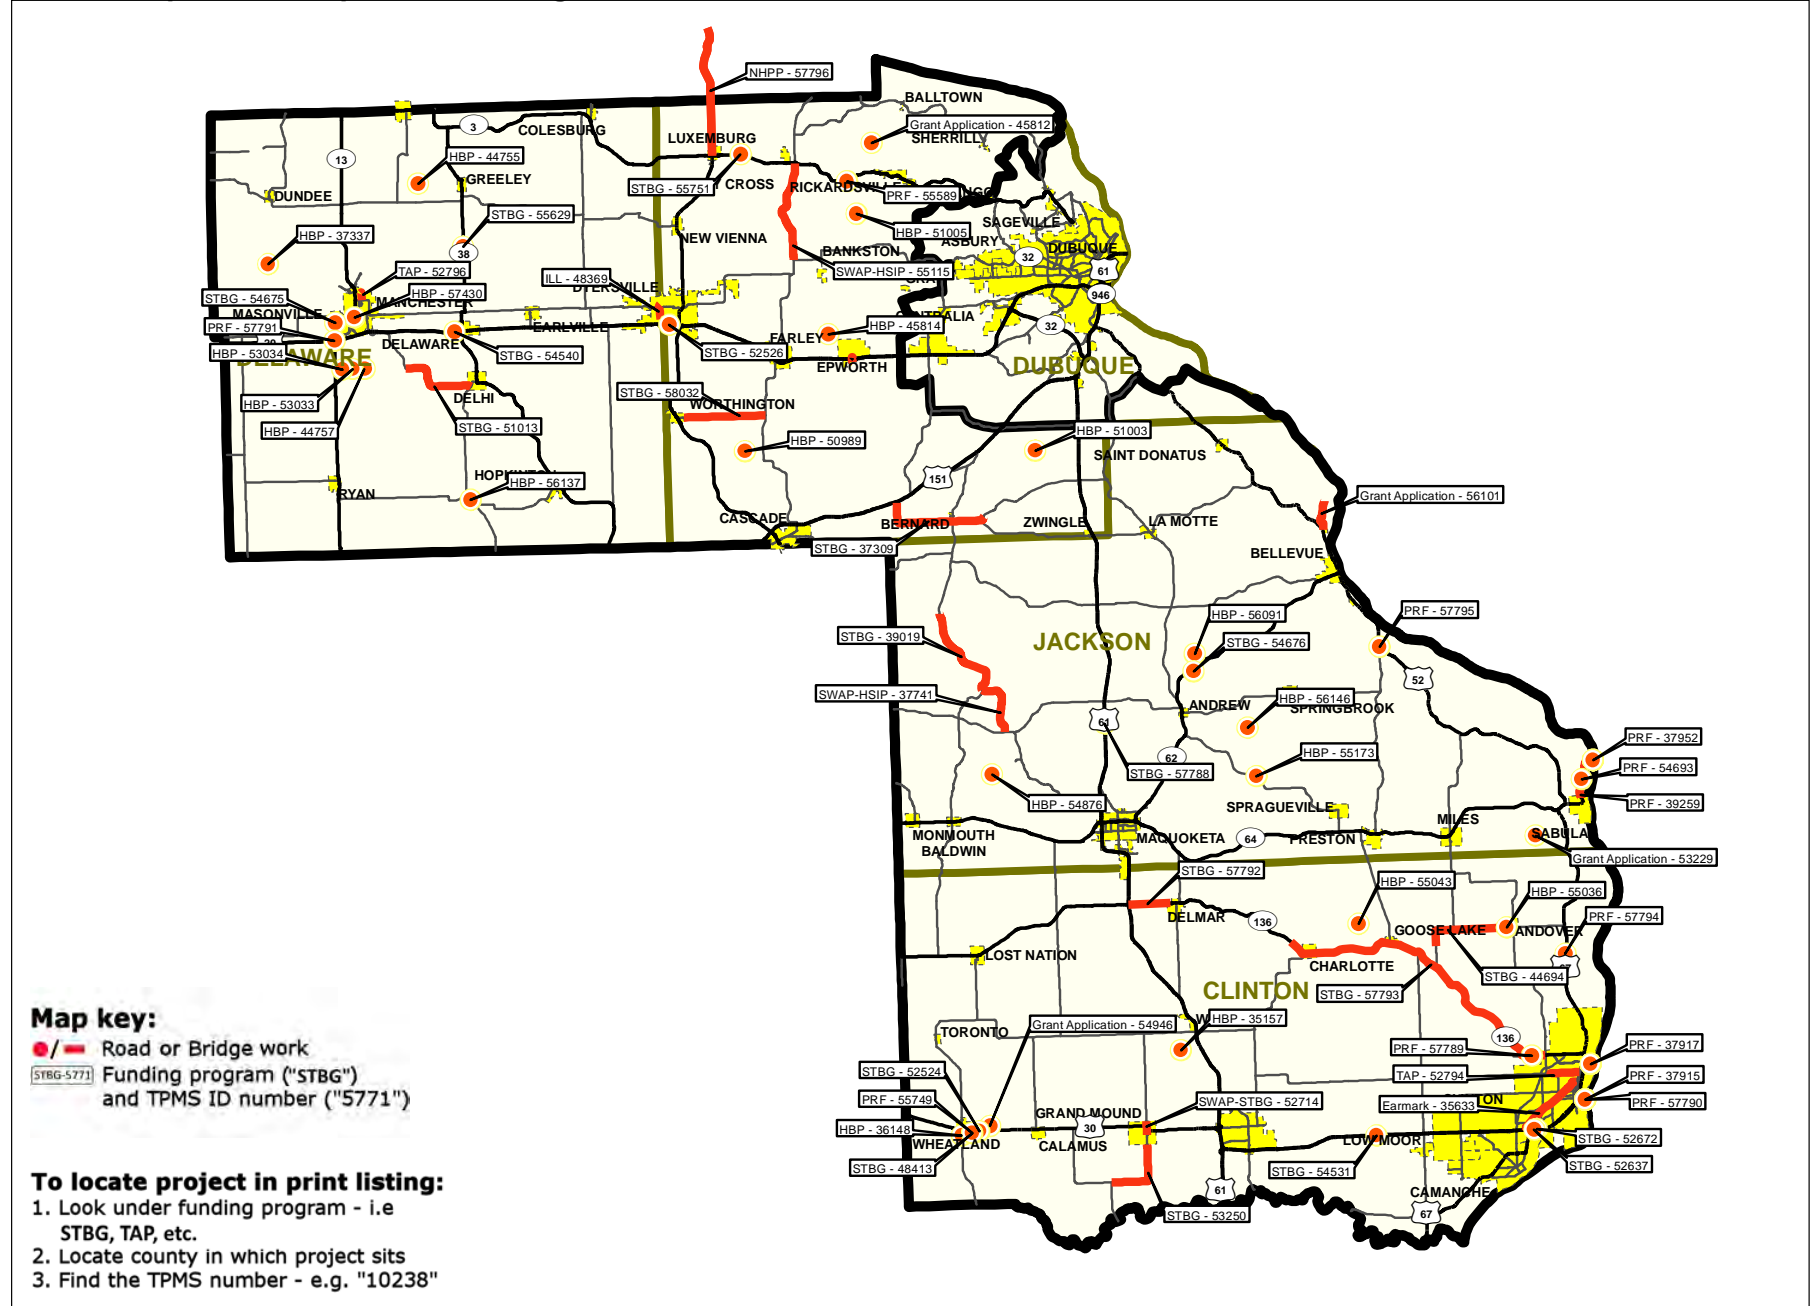 NHPP - 57796
BALLTOWN
Grant Application - 45812
SHERRILL
3
COLESBURG
LUXEMBURG
13
HBP - 44755
GREELEY
STBG - 55751
CROSS
RICKARDSVILLE
PRF - 55589
DUNDEE
STBG - 55629
HBP - 51005
SAGEVILLE
HBP - 37337
38
NEW VIENNA
BANKSTON
ASBURY
DUBUQUE
32
61
TAP - 52796
ILL - 48369
SWAP-HSIP - 55115
HBP - 57430
DYERSVILLE
946
STBG - 54675
MANCHESTER
MASONVILLE
PRF - 57791
EARLVILLE
HBP - 45814
CENTRALIA
32
FARLEY
HBP - 53034
DELAWARE
DELAWARE
STBG - 54540
STBG - 52526
EPWORTH
DUBUQUE
HBP - 53033
DELHI
STBG - 58032
WORTHINGTON
HBP - 44757
STBG - 51013
HBP - 50989
HBP - 51003
SAINT DONATUS
HOPKINTON
HBP - 56137
151
RYAN
Grant Application - 56101
CASCADE
BERNARD
ZWINGLE
LA MOTTE
STBG - 37309
BELLEVUE
HBP - 56091
PRF - 57795
STBG - 39019
JACKSON
STBG - 54676
SWAP-HSIP - 37741
52
HBP - 56146
ANDREW
SPRINGBROOK
61
PRF - 37952
62
HBP - 55173
STBG - 57788
PRF - 54693
HBP - 54876
PRF - 39259
SPRAGUEVILLE
MILES
MONMOUTH
MAQUOKETA
64
PRESTON
SABULA
BALDWIN
Grant Application - 53229
STBG - 57792
HBP - 55043
HBP - 55036
DELMAR
136
PRF - 57794
GOOSE LAKE
ANDOVER
LOST NATION
CHARLOTTE
67
STBG - 44694
CLINTON
STBG - 57793
HBP - 35157
TORONTO
Grant Application - 54946
136
PRF - 37917
PRF - 57789
STBG - 52524
TAP - 52794
PRF - 37915
PRF - 55749
SWAP-STBG - 52714
Earmark - 35633
PRF - 57790
GRAND MOUND
HBP - 36148
30
WHEATLAND
CALAMUS
LOW MOOR
STBG - 52672
STBG - 48413
STBG - 54531
STBG - 52637
61
CAMANCHE
STBG - 53250
67
Map key:
/ Road or Bridge work
STBG-5771 Funding program ("STBG")
and TPMS ID number ("5771")
To locate project in print listing:
1. Look under funding program - i.e
STBG, TAP, etc.
2. Locate county in which project sits
3. Find the TPMS number - e.g. "10238"